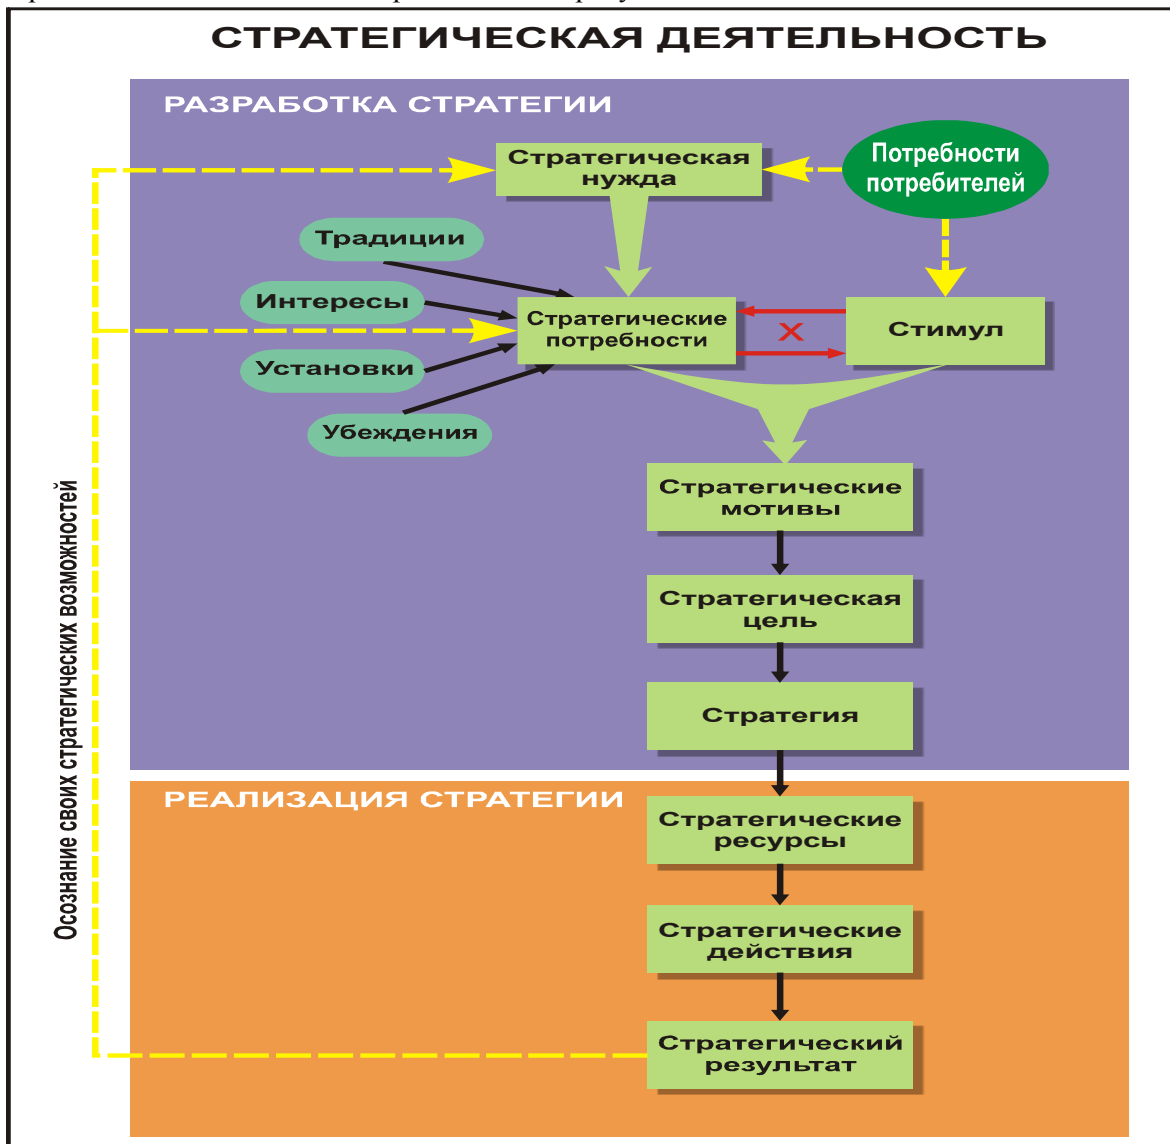 СТРАТЕГИЧЕСКАЯ ДЕЯТЕЛЬНОСТЬ
РАЗРАБОТКА СТРАТЕГИИ
Стратегическая
нужда
Потребности
потребителей
Традиции
Интересы
Установки
Убеждения
Стратегические
потребности
X
Стимул
Стратегические
мотивы
Стратегическая
цель
Стратегия
Осознание своих стратегических возможностей
РЕАЛИЗАЦИЯ СТРАТЕГИИ
Стратегические
ресурсы
Стратегические
действия
Стратегический
результат